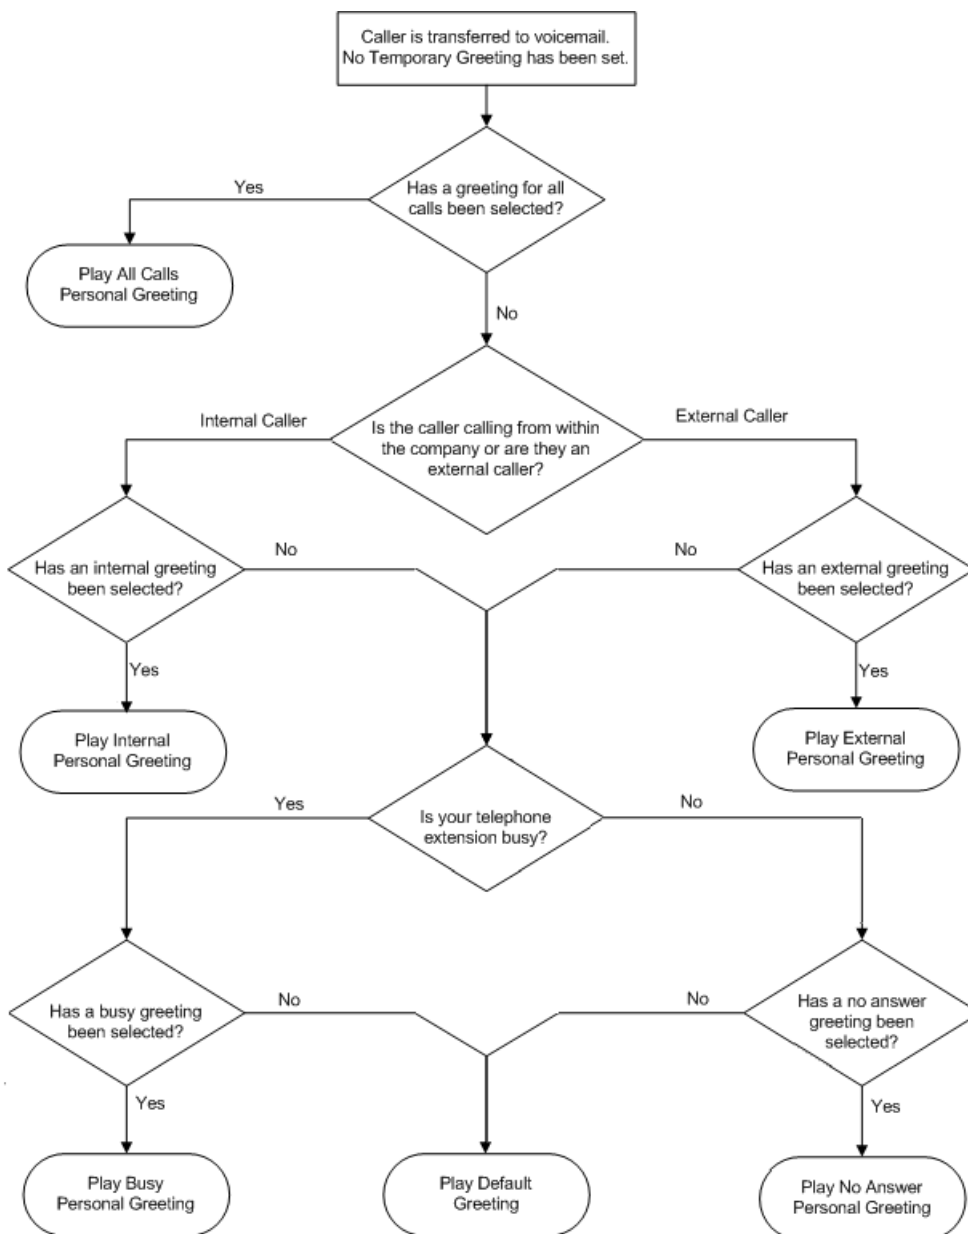 Caller is transferred to voicemail.
No Temporary Greeting has been set.
Yes
Has a greeting for all
calls been selected?
Play All Calls
Personal Greeting
No
Internal Caller
External Caller
Is the caller calling from within
the company or are they an
external caller?
No
No
Has an internal greeting
been selected?
Has an external greeting
been selected?
Yes
Yes
Play Internal
Personal Greeting
Play External
Personal Greeting
Yes
No
Is your telephone
extension busy?
No
No
Has a busy greeting
been selected?
Has a no answer
greeting been
selected?
Yes
Yes
Play Busy
Personal Greeting
Play Default
Greeting
Play No Answer
Personal Greeting